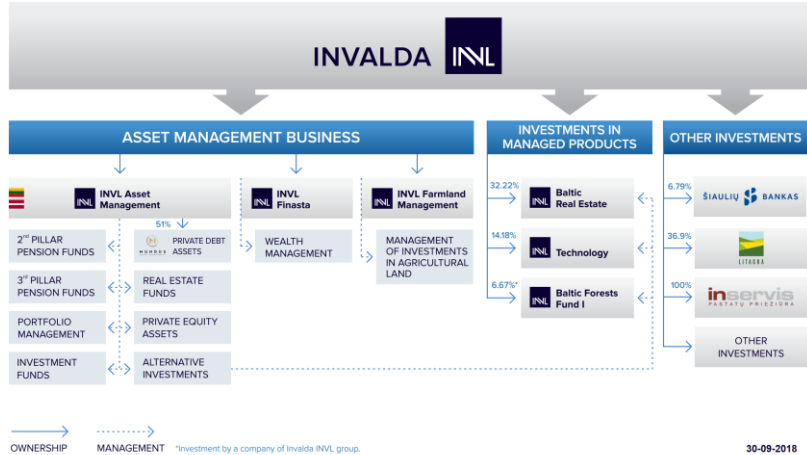 INVALDA INVL
ASSET MANAGEMENT BUSINESS
INVL Asset
Management
INVL
Finasta
INVL Farmland
Management
51%
2nd PILLAR
PENSION FUNDS
PRIVATE DEBT
ASSETS
3rd PILLAR
PENSION FUNDS
REAL ESTATE
FUNDS
PORTFOLIO
MANAGEMENT
PRIVATE EQUITY
ASSETS
INVESTMENT
FUNDS
ALTERNATIVE
INVESTMENTS
WEALTH
MANAGEMENT
MANAGEMENT
OF INVESTMENTS
IN AGRICULTURAL
LAND
INVESTMENTS IN
MANAGED PRODUCTS
32.22%
INVL Baltic
Real Estate
14.18%
INVL Technology
6.67%*
INVL Baltic Forests
Fund I
OTHER INVESTMENTS
6.79%
ŠIAULIŲ BANKAS
36.9%
LITAGRA
100%
inservis
PASTATŲ PRIEŽIŪRA
OTHER
INVESTMENTS
OWNERSHIP
MANAGEMENT
*Investment by a company of Invalda INVL group.
30-09-2018